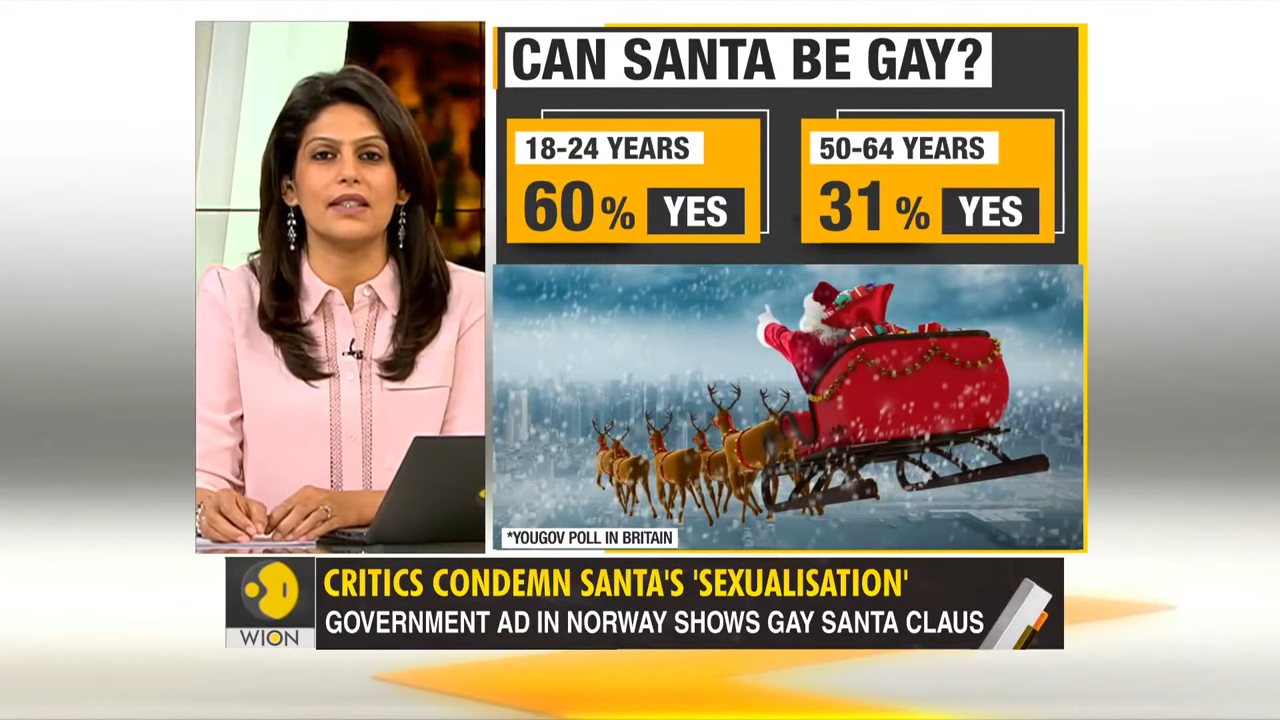 CAN SANTA BE GAY?
18-24 YEARS
60% YES
50-64 YEARS
31% YES
*YOUGOV POLL IN BRITAIN
CRITICS CONDEMN SANTA'S 'SEXUALISATION'
GOVERNMENT AD IN NORWAY SHOWS GAY SANTA CLAUS
WION